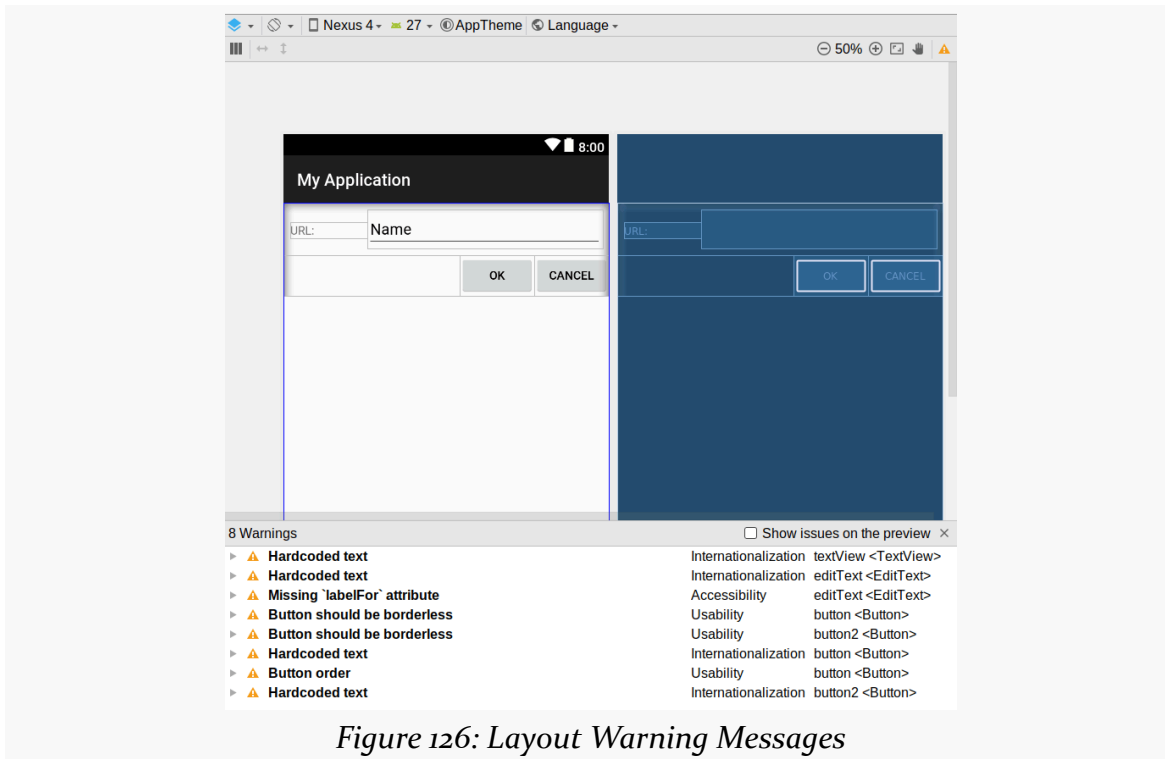 Nexus 4 27 AppTheme Language
50%
8:00
My Application
URL: Name
OK CANCEL
URL:
OK CANCEL
8 Warnings Show issues on the preview
Hardcoded text Internationalization textView <TextView>
Hardcoded text Internationalization editText <EditText>
Missing `labelFor` attribute Accessibility editText <EditText>
Button should be borderless Usability button <Button>
Button should be borderless Usability button2 <Button>
Hardcoded text Internationalization button <Button>
Button order Usability button <Button>
Hardcoded text Internationalization button2 <Button>
Figure 126: Layout Warning Messages